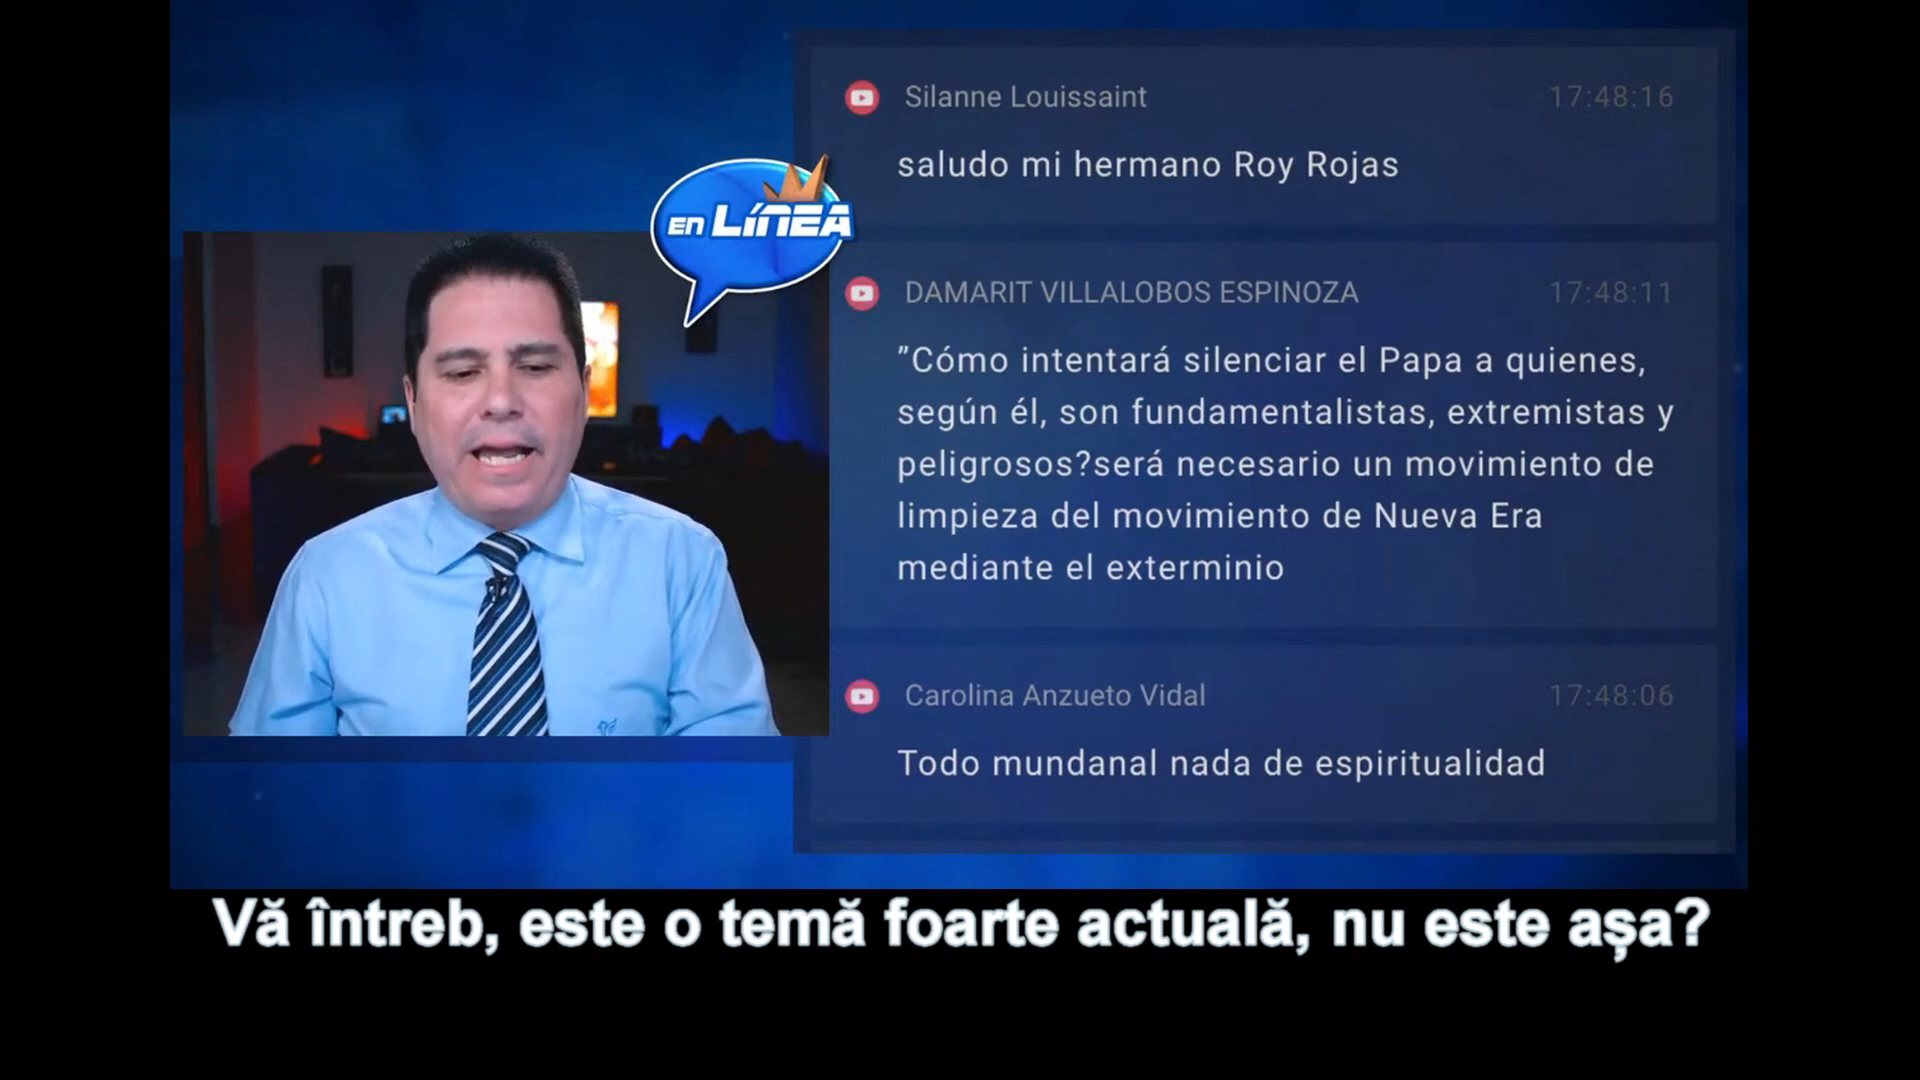 Silanne Louissaint 17:48:16
saludo mi hermano Roy Rojas
EN LÍNEA
DAMARIT VILLALOBOS ESPINOZA 17:48:11
”Cómo intentará silenciar el Papa a quienes,
según él, son fundamentalistas, extremistas y
peligrosos?será necesario un movimiento de
limpieza del movimiento de Nueva Era
mediante el exterminio
Carolina Anzueto Vidal 17:48:06
Todo mundanal nada de espiritualidad
Vă întreb, este o temă foarte actuală, nu este așa?